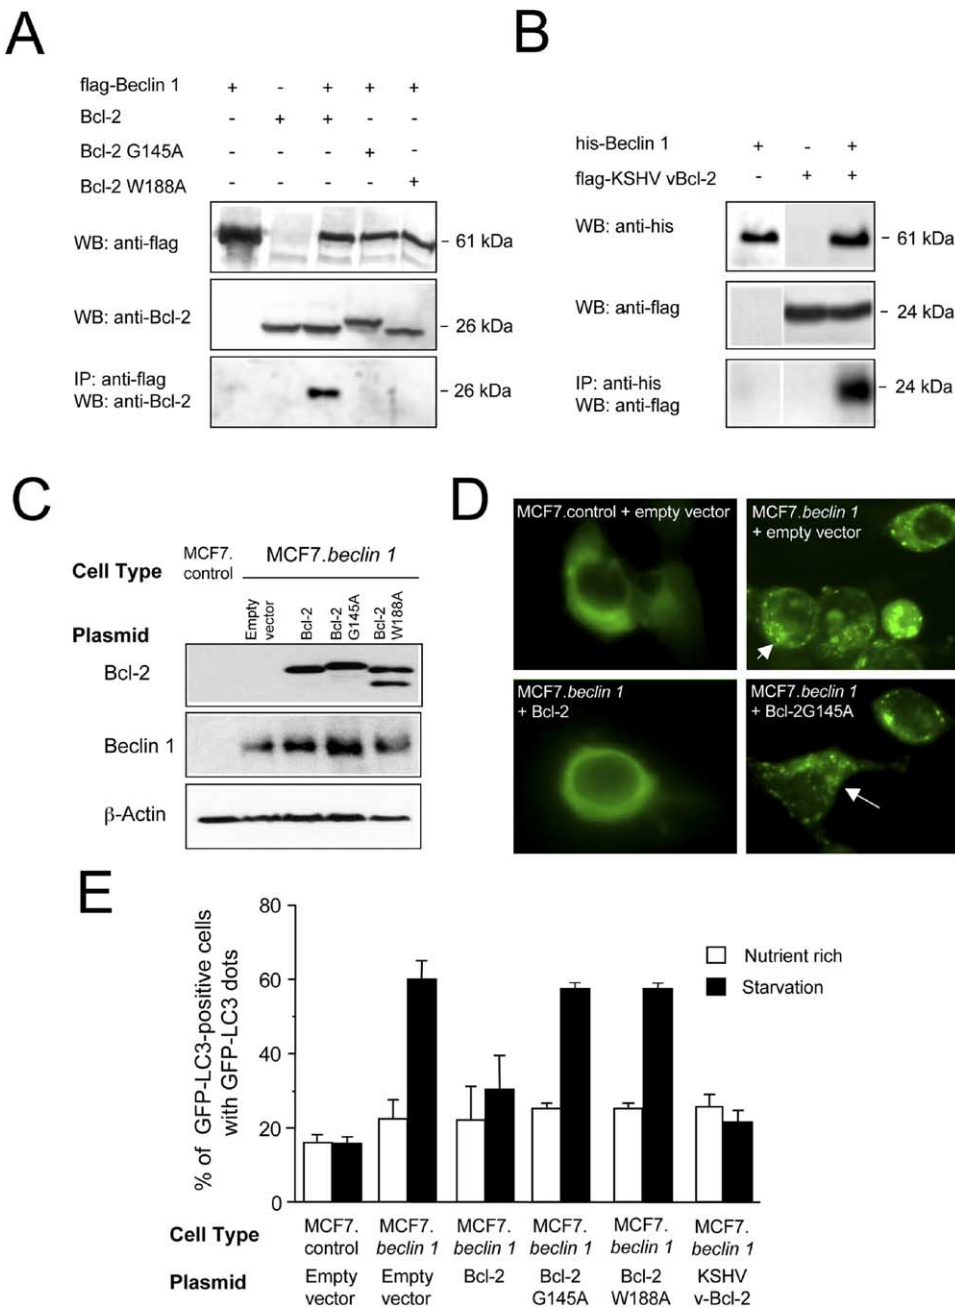 A
flag-Beclin 1 + - + + +
Bcl-2 - + + - -
Bcl-2 G145A - - - + -
Bcl-2 W188A - - - - +
WB: anti-flag - 61 kDa
WB: anti-Bcl-2 - 26 kDa
IP: anti-flag
WB: anti-Bcl-2 - 26 kDa
B
his-Beclin 1 + - +
flag-KSHV vBcl-2 - + +
WB: anti-his - 61 kDa
WB: anti-flag - 24 kDa
IP: anti-his - 24 kDa
WB: anti-flag
C
Cell Type
MCF7.
control
MCF7.beclin 1
Plasmid
Empty
vector
Bcl-2
Bcl-2
G145A
Bcl-2
W188A
Bcl-2
Beclin 1
β-Actin
D
MCF7.control + empty vector
MCF7.beclin 1
+ empty vector
MCF7.beclin 1
+ Bcl-2
MCF7.beclin 1
+ Bcl-2G145A
E
% of GFP-LC3-positive cells
with GFP-LC3 dots
80
60
40
20
0
Nutrient rich
Starvation
Cell Type
MCF7. MCF7. MCF7. MCF7. MCF7. MCF7.
control beclin 1 beclin 1 beclin 1 beclin 1 beclin 1
Plasmid
Empty Empty Bcl-2 Bcl-2 Bcl-2 KSHV
vector vector G145A W188A v-Bcl-2